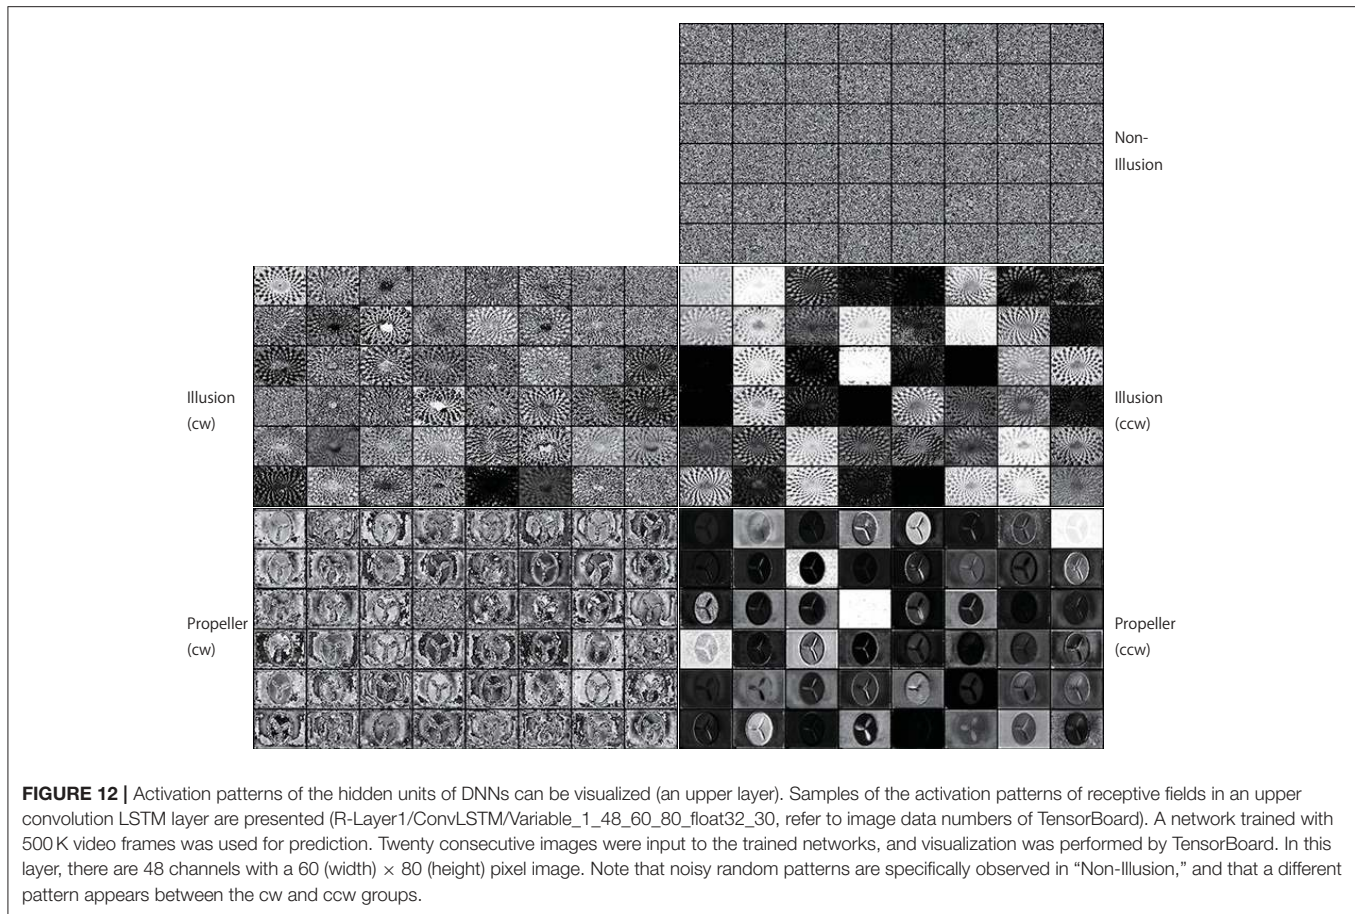 Non-
Illusion
Illusion
(cw)
Illusion
(ccw)
Propeller
(cw)
Propeller
(ccw)
FIGURE 12 | Activation patterns of the hidden units of DNNs can be visualized (an upper layer). Samples of the activation patterns of receptive fields in an upper
convolution LSTM layer are presented (R-Layer1/ConvLSTM/Variable_1_48_60_80_float32_30, refer to image data numbers of TensorBoard). A network trained with
500 K video frames was used for prediction. Twenty consecutive images were input to the trained networks, and visualization was performed by TensorBoard. In this
layer, there are 48 channels with a 60 (width) × 80 (height) pixel image. Note that noisy random patterns are specifically observed in “Non-Illusion,” and that a different
pattern appears between the cw and ccw groups.